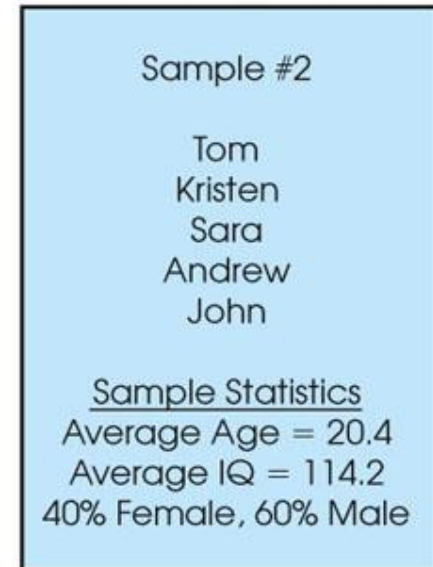 Sample #2
Tom
Kristen
Sara
Andrew
John
Sample Statistics
Average Age = 20.4
Average IQ = 114.2
40% Female, 60% Male